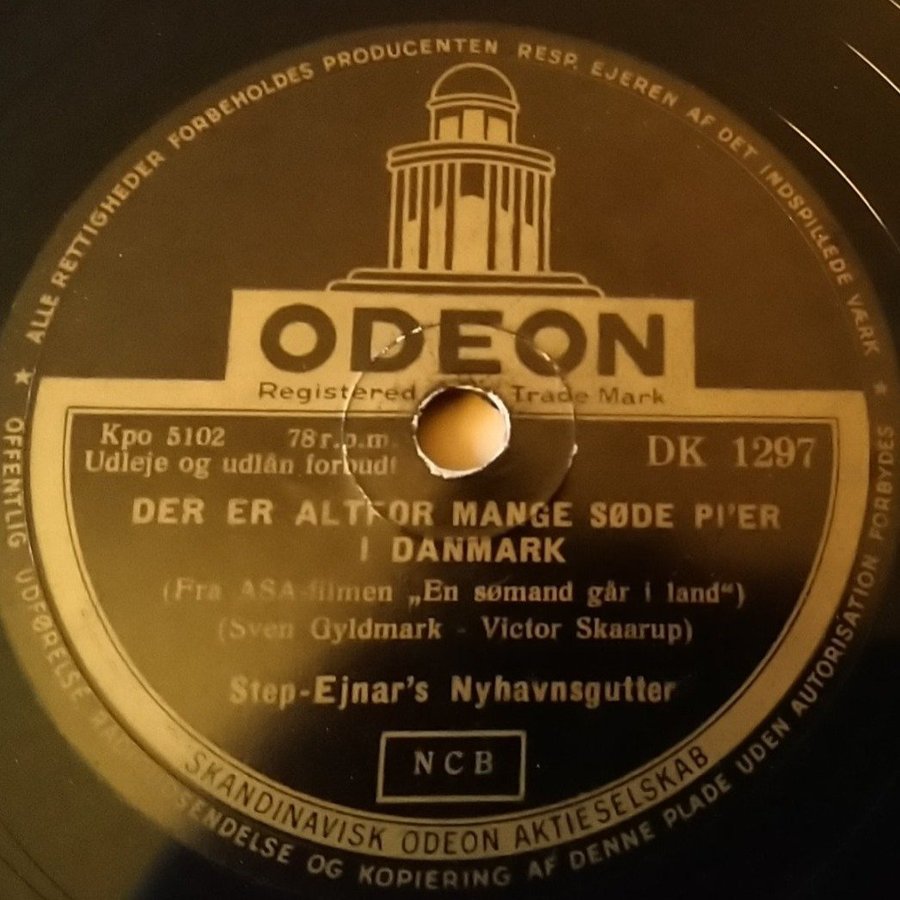 ★ ALLE RETTIGHEDER FORBEHOLDES PRODUCENTEN RESP. EJEREN AF DET INDSPILLEDE VÆRK ★
ODEON
Registered Trade Mark
Kpo 5102 78 r.p.m. DK 1297
Udleje og udlån forbudt
DER ER ALTFOR MANGE SØDE PI'ER
I DANMARK
(Fra ASA-filmen „En sømand går i land“)
(Sven Gyldmark - Victor Skaarup)
Step-Ejnar's Nyhavnsgutter
NCB
SKANDINAVISK ODEON AKTIESELSKAB
OFFENTLIG UDFØRELSE OG KOPIERING AF DENNE PLADE UDEN AUTORISATION FORBYDES